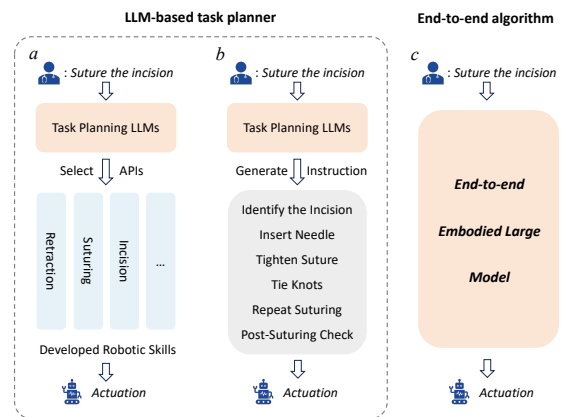 LLM-based task planner
End-to-end algorithm
a
: Suture the incision
Task Planning LLMs
Select
APIs
Retraction
Suturing
Incision
...
Developed Robotic Skills
Actuation
b
: Suture the incision
Task Planning LLMs
Generate
Instruction
Identify the Incision
Insert Needle
Tighten Suture
Tie Knots
Repeat Suturing
Post-Suturing Check
Actuation
c
: Suture the incision
End-to-end
Embodied Large
Model
Actuation